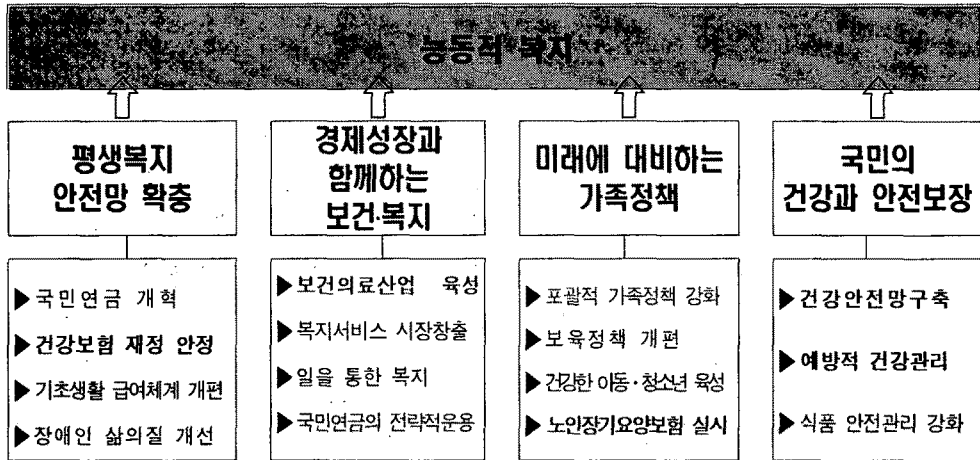 능동적 복지
평생복지
안전망 확충
▶국민연금 개혁
▶건강보험 재정 안정
▶기초생활 급여체계 개편
▶장애인 삶의질 개선
경제성장과
함께하는
보건·복지
▶보건의료산업 육성
▶복지서비스 시장창출
▶일을 통한 복지
▶국민연금의 전략적운용
미래에 대비하는
가족정책
▶포괄적 가족정책 강화
▶보육정책 개편
▶건강한 아동·청소년 육성
▶노인장기요양보험 실시
국민의
건강과 안전보장
▶건강안전망구축
▶예방적 건강관리
▶식품 안전관리 강화